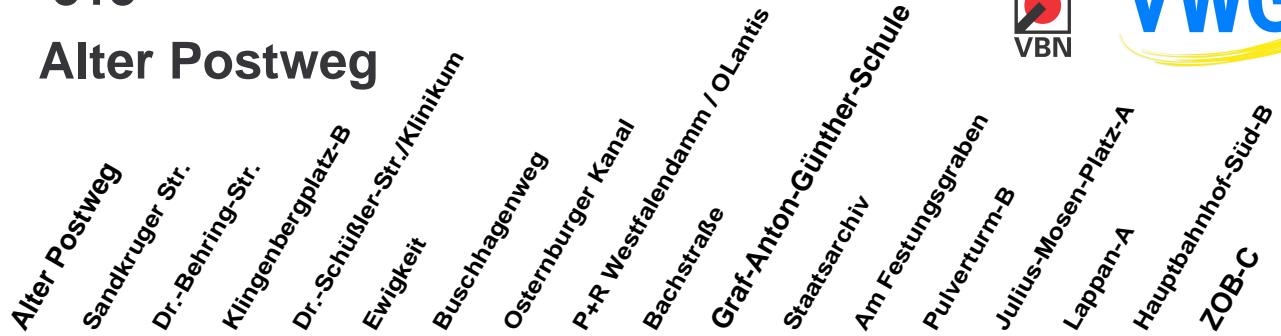 Alter Postweg
VBN
VWG
Alter Postweg
Sandkruger Str.
Dr.-Behring-Str.
Klingenbergplatz-B
Dr.-Schüßler-Str./Klinikum
Ewigkeit
Buschhagenweg
Osternburger Kanal
P+R Westfalendamm / OLantis
Bachstraße
Graf-Anton-Günther-Schule
Staatsarchiv
Am Festungsgraben
Pulverturm-B
Julius-Mosen-Platz-A
Lappan-A
Hauptbahnhof-Süd-B
ZOB-C